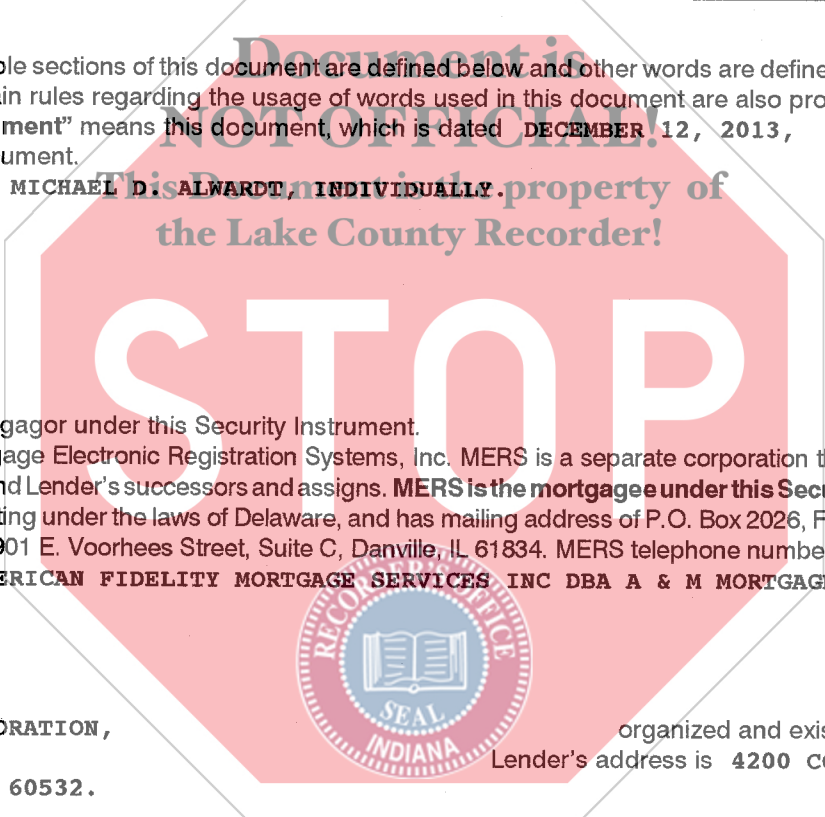 Document is
ole sections of this document are defined below and other words are define
ain rules regarding the usage of words used in this document are also pro
NOT OFFICIAL!
ment” means this document, which is dated DECEMBER 12, 2013,
ument.
MICHAEL D. ALWARDT, INDIVIDUALLY.
This Document is the property of
the Lake County Recorder!
STOP
gagor under this Security Instrument.
gage Electronic Registration Systems, Inc. MERS is a separate corporation t
nd Lender’s successors and assigns. MERS is the mortgagee under this Secu
ting under the laws of Delaware, and has mailing address of P.O. Box 2026, F
901 E. Voorhees Street, Suite C, Danville, IL 61834. MERS telephone numbe
ERICAN FIDELITY MORTGAGE SERVICES INC DBA A & M MORTGAG
RECORDER'S OFFICE
SEAL
INDIANA
ORATION,
organized and exis
Lender’s address is 4200 CO
60532.